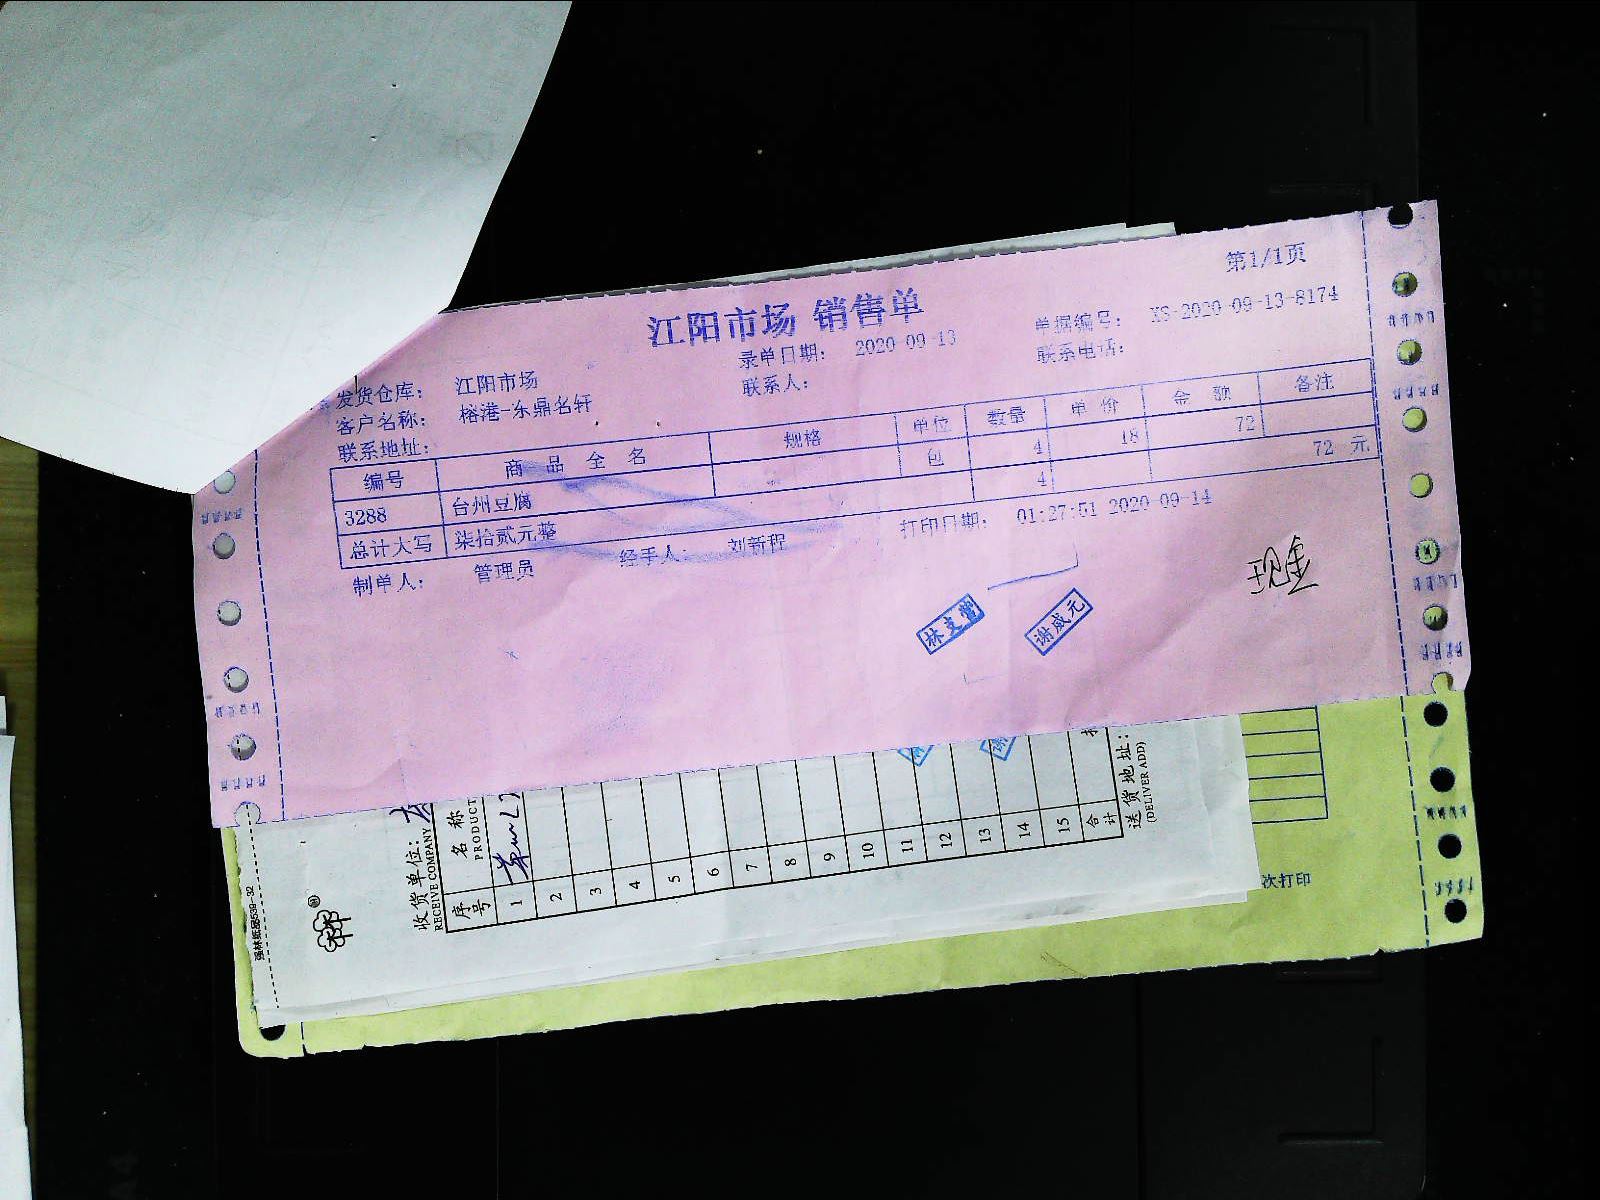 第1/1页
江阳市场 销售单
录单日期： 2020-09-13 单据编号： XS-2020-09-13-8174
发货仓库： 江阳市场 联系人： 联系电话：
客户名称： 榕港-东鼎名轩
联系地址：
编号 商品全名 规格 单位 数量 单价 金额 备注
3288 台州豆腐 包 4 18 72
总计大写 柒拾贰元整 4 72 元
制单人： 管理员 经手人： 刘新程 打印日期： 01:27:51 2020-09-14
现金
林支莺
谢咸元
收货单位：
RECEIVE COMPANY
序号 名称
PRODUCT
1
2
3
4
5
6
7
8
9
10
11
12
13
14
15
合计
送货地址：
(DELIVER ADD)
次打印